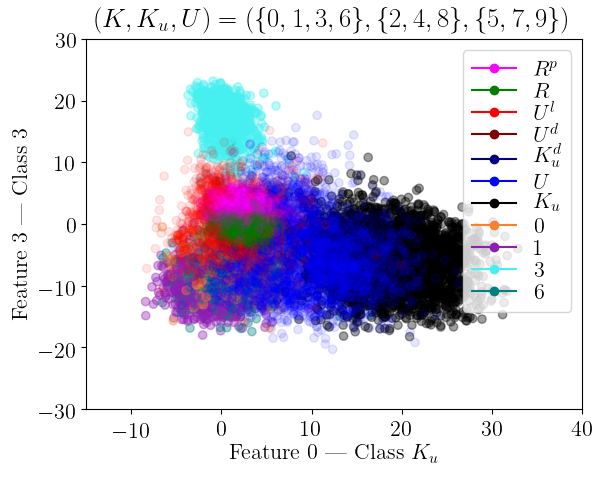 (K, K_u, U) = ({0, 1, 3, 6}, {2, 4, 8}, {5, 7, 9})
30
20
10
0
−10
−20
−30
Feature 3 — Class 3
−10 0 10 20 30 40
Feature 0 — Class K_u
R^p
R
U^l
U^d
K_u^d
U
K_u
0
1
3
6